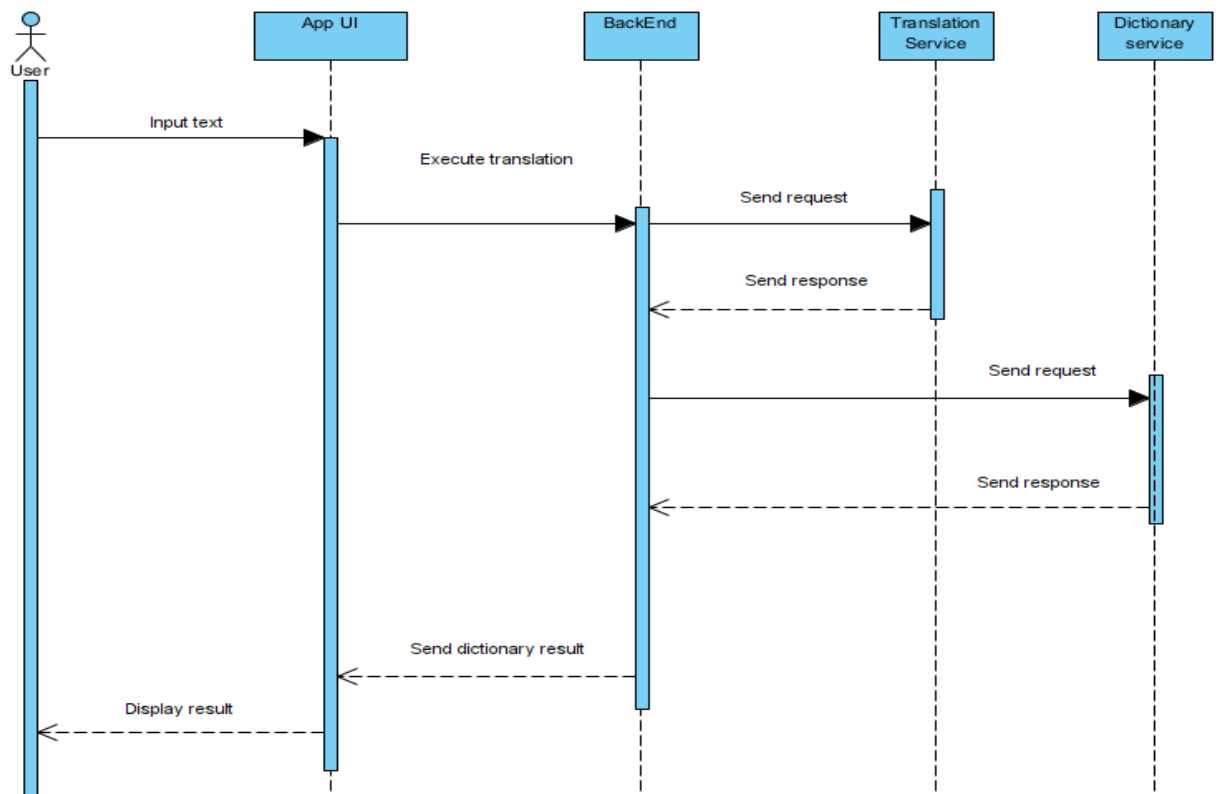 App UI
BackEnd
Translation
Service
Dictionary
service
User
Input text
Execute translation
Send request
Send response
Send request
Send response
Send dictionary result
Display result